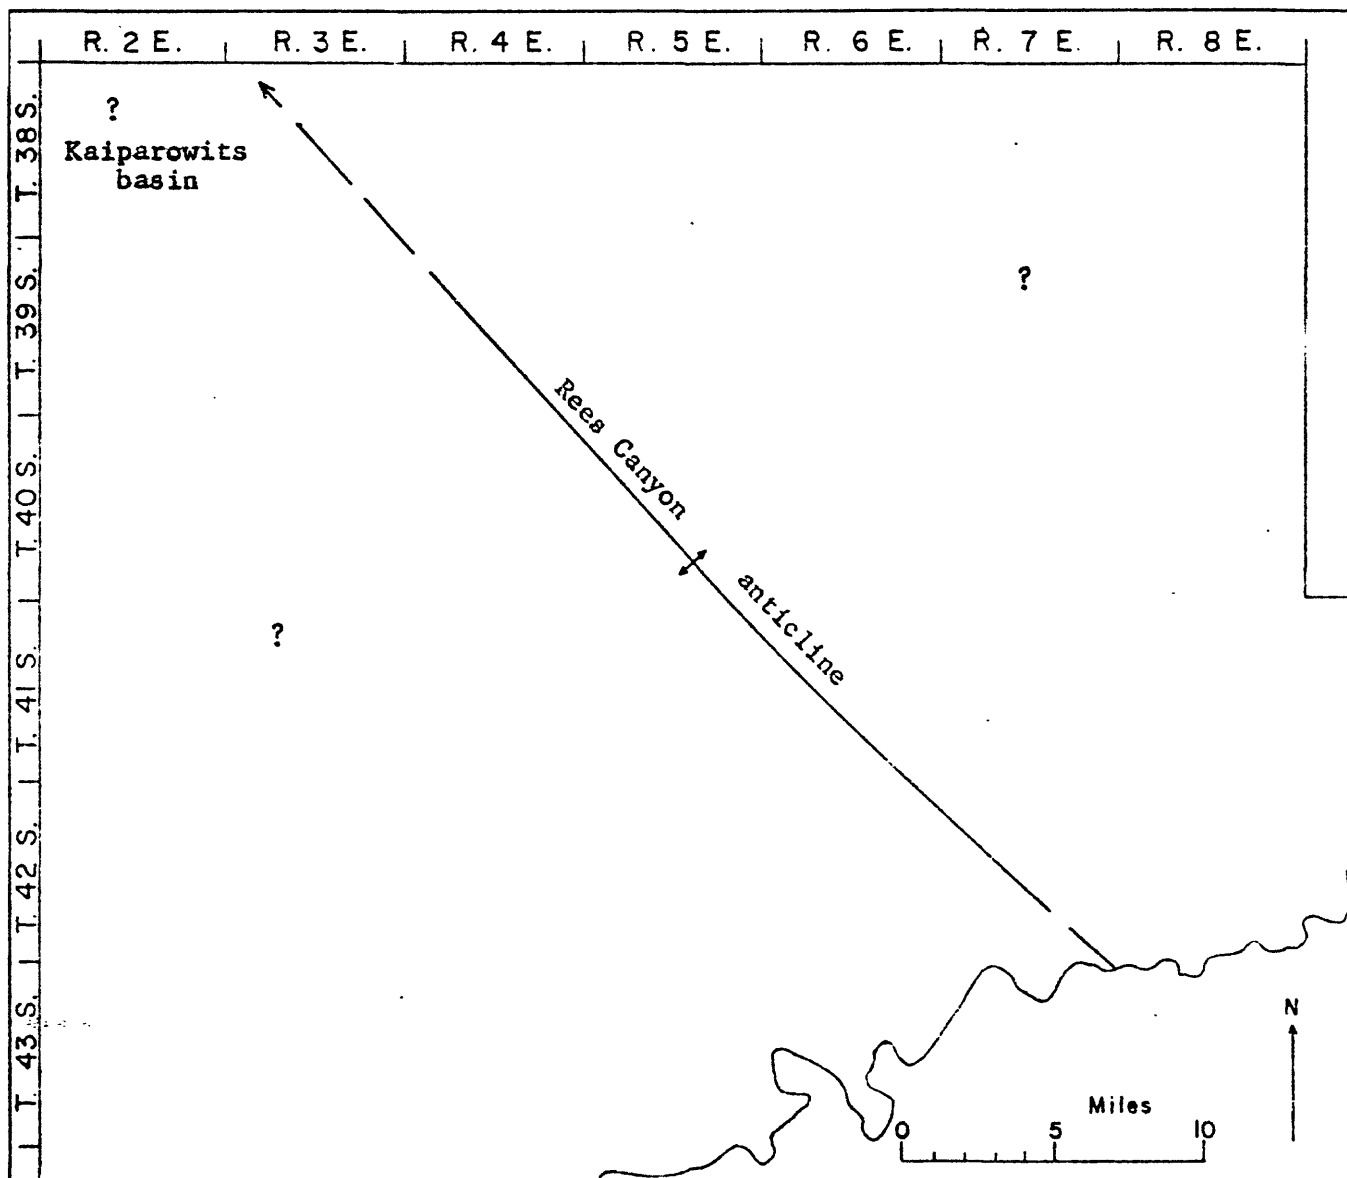 R. 2 E. R. 3 E. R. 4 E. R. 5 E. R. 6 E. R. 7 E. R. 8 E.
T. 38 S.
T. 39 S.
T. 40 S.
T. 41 S.
T. 42 S.
T. 43 S.
?
Kaiparowits
basin
?
Rees Canyon
anticline
?
N
Miles
0 5 10